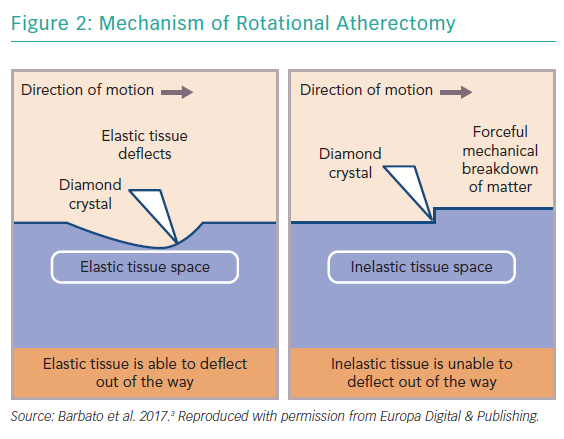 Figure 2: Mechanism of Rotational Atherectomy
Direction of motion
Elastic tissue
deflects
Diamond
crystal
Elastic tissue space
Elastic tissue is able to deflect
out of the way
Direction of motion
Forceful
mechanical
breakdown
of matter
Diamond
crystal
Inelastic tissue space
Inelastic tissue is unable to
deflect out of the way
Source: Barbato et al. 2017.³ Reproduced with permission from Europa Digital & Publishing.